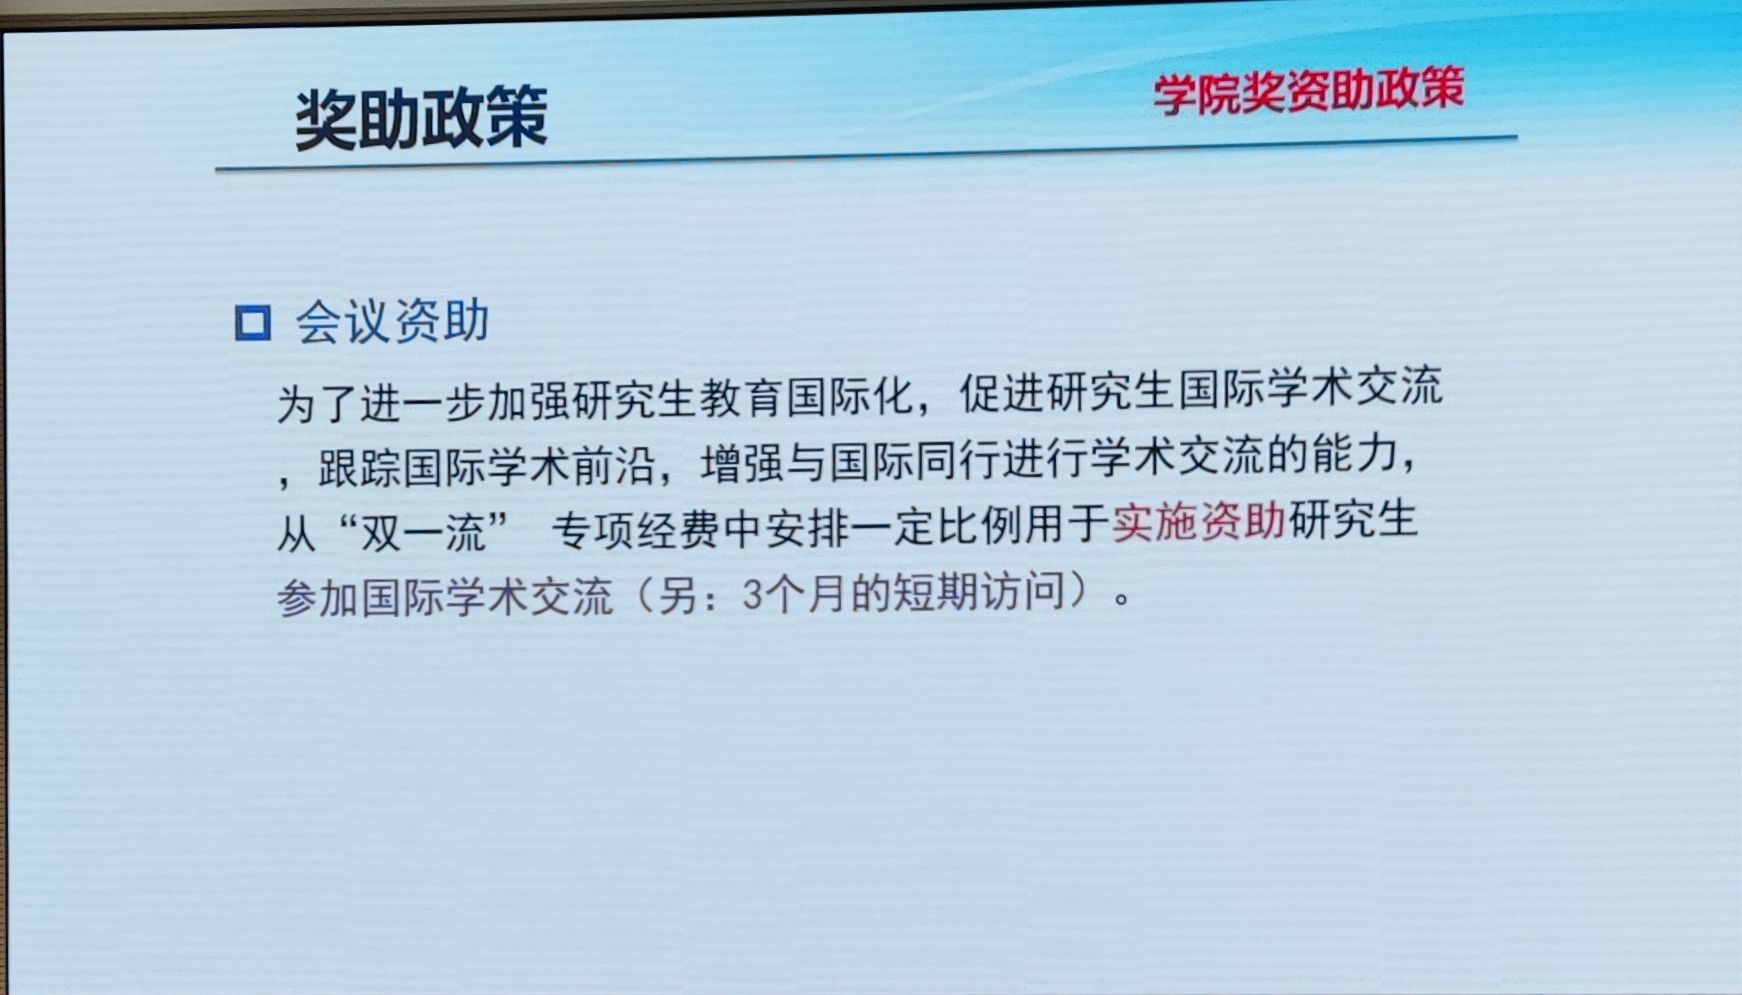 奖助政策
学院奖资助政策
会议资助
为了进一步加强研究生教育国际化，促进研究生国际学术交流
，跟踪国际学术前沿，增强与国际同行进行学术交流的能力，
从“双一流” 专项经费中安排一定比例用于实施资助研究生
参加国际学术交流（另：3个月的短期访问）。